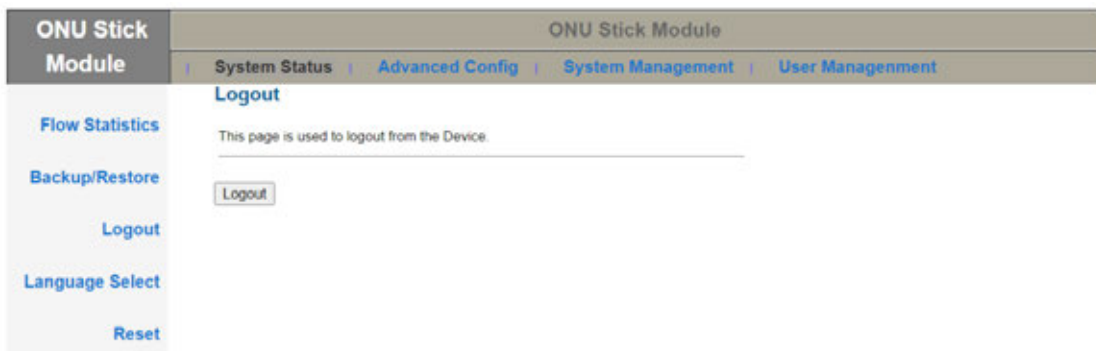 ONU Stick
Module
ONU Stick Module
System Status
Advanced Config
System Management
User Managenment
Flow Statistics
Backup/Restore
Logout
Language Select
Reset
Logout
This page is used to logout from the Device.
Logout